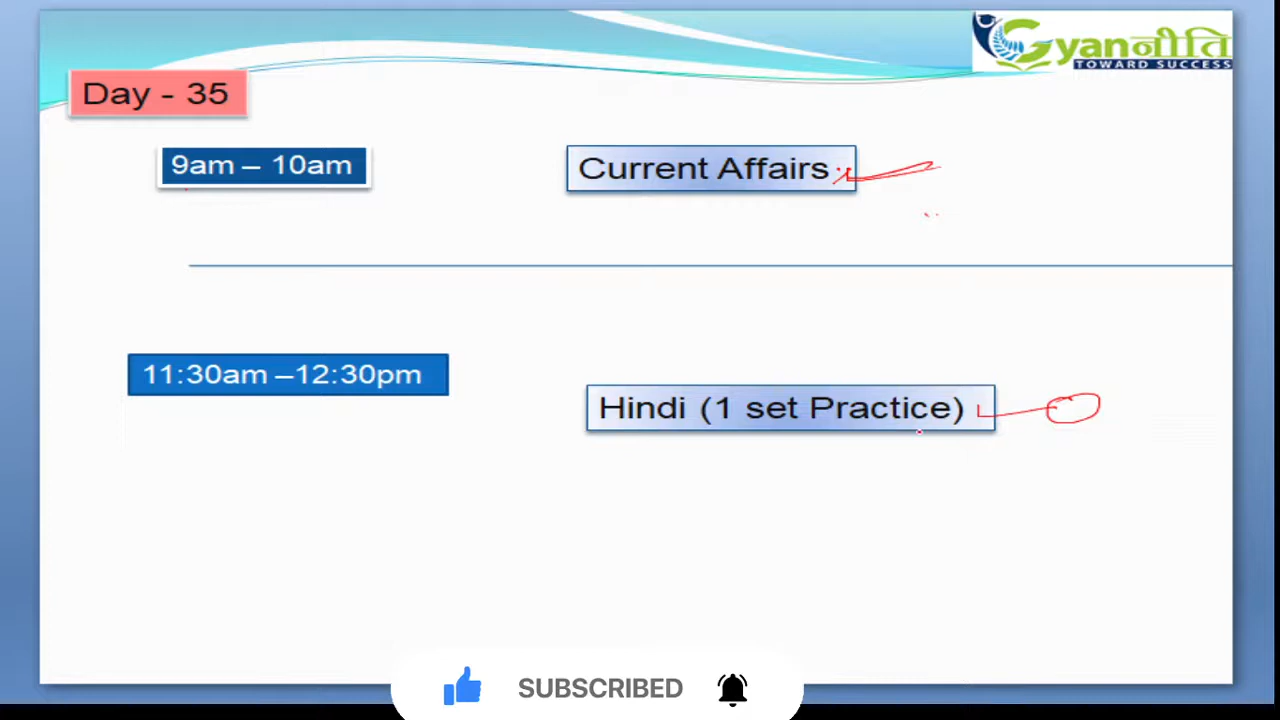 Gyanनीति
TOWARD SUCCESS
Day - 35
9am – 10am
Current Affairs
11:30am –12:30pm
Hindi (1 set Practice)
SUBSCRIBED